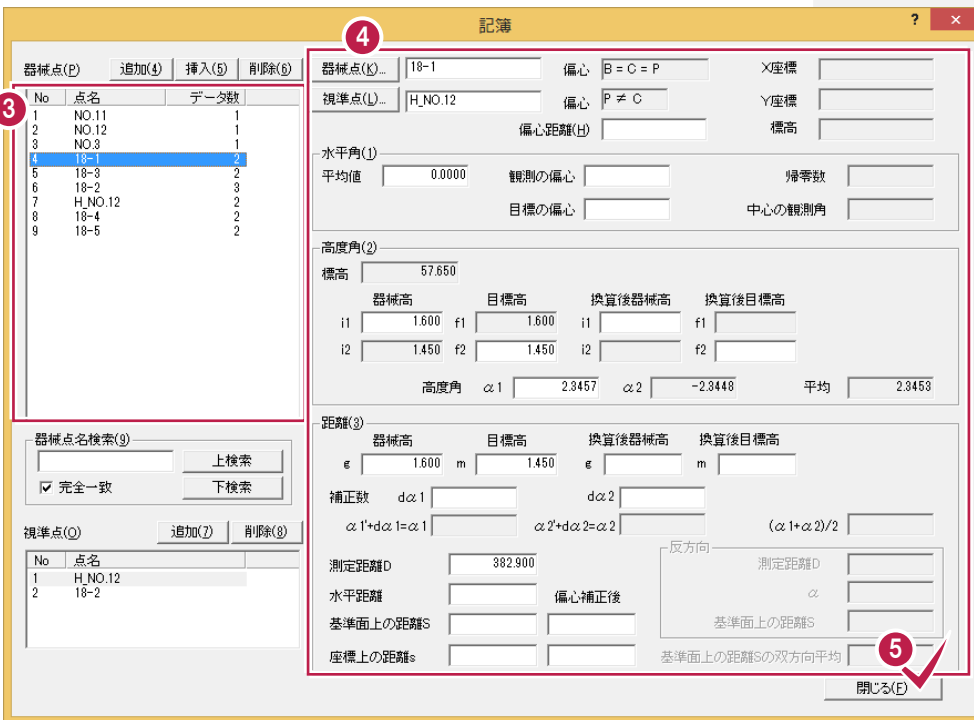 記簿
? ×
4
器械点(P) 追加(4) 挿入(5) 削除(6)
3
No 点名 データ数
1 NO.11 1
2 NO.12 1
3 NO.3 1
4 18-1 2
5 18-3 2
6 18-2 3
7 H_NO.12 2
8 18-4 2
9 18-5 2
器械点名検索(9)
上検索
完全一致 下検索
視準点(O) 追加(7) 削除(8)
No 点名
1 H_NO.12
2 18-2
器械点(K)... 18-1 偏心 B = C = P X座標
視準点(L)... H_NO.12 偏心 P ≠ C Y座標
偏心距離(H) 標高
水平角(1)
平均値 0.0000 観測の偏心 帰零数
目標の偏心 中心の観測角
高度角(2)
標高 57.650
器械高 目標高 換算後器械高 換算後目標高
i1 1.600 f1 1.600 i1 f1
i2 1.450 f2 1.450 i2 f2
高度角 α1 2.3457 α2 -2.3448 平均 2.3453
距離(3)
器械高 目標高 換算後器械高 換算後目標高
g 1.600 m 1.450 g m
補正数 dα1 dα2
α1'+dα1=α1 α2'+dα2=α2 (α1+α2)/2
測定距離D 382.900
水平距離 偏心補正後
基準面上の距離S
座標上の距離s
反方向
測定距離D
α
基準面上の距離S
基準面上の距離Sの双方向平均
5
閉じる(F)